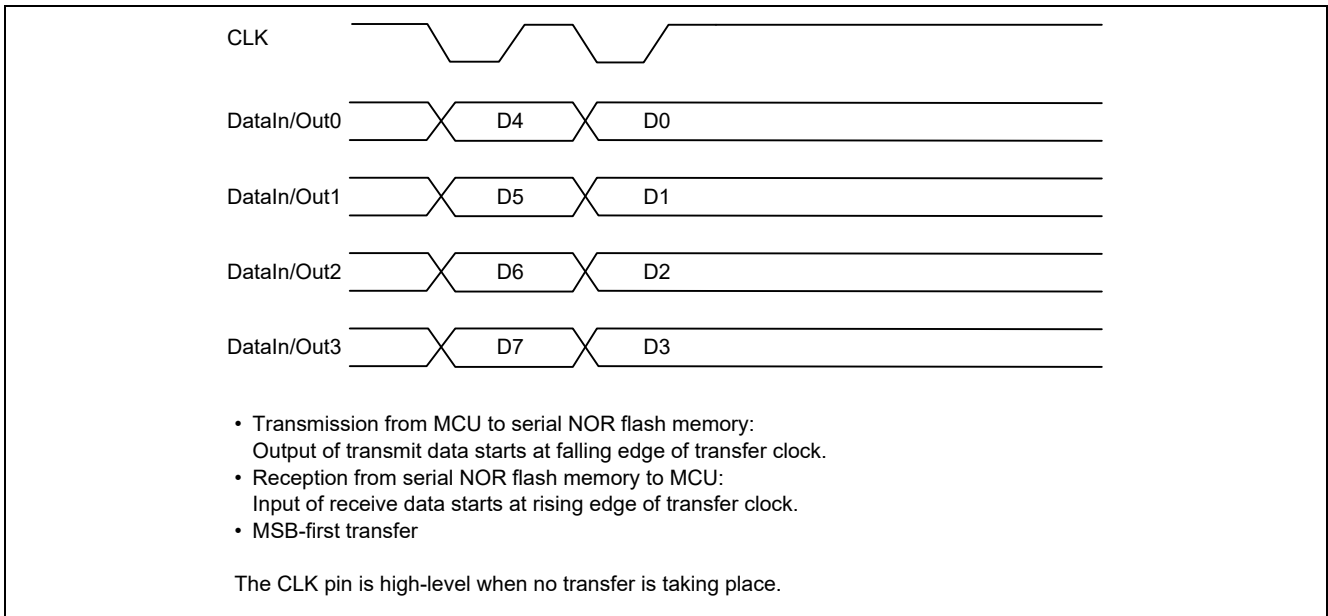 CLK
DataIn/Out0 D4 D0
DataIn/Out1 D5 D1
DataIn/Out2 D6 D2
DataIn/Out3 D7 D3
• Transmission from MCU to serial NOR flash memory:
Output of transmit data starts at falling edge of transfer clock.
• Reception from serial NOR flash memory to MCU:
Input of receive data starts at rising edge of transfer clock.
• MSB-first transfer
The CLK pin is high-level when no transfer is taking place.